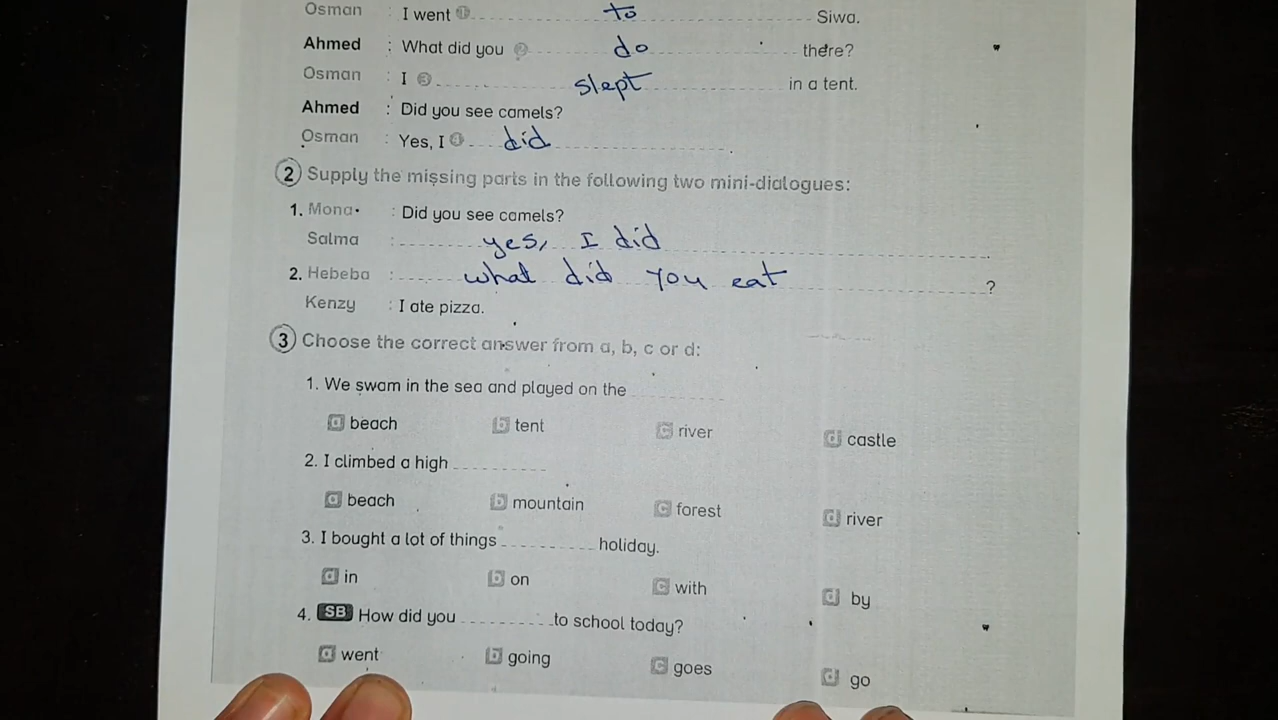 Osman : I went ① to Siwa.
Ahmed : What did you ② do there?
Osman : I ③ slept in a tent.
Ahmed : Did you see camels?
Osman : Yes, I ④ did .
② Supply the missing parts in the following two mini-dialogues:
1. Mona : Did you see camels?
Salma : yes, I did .
2. Hebeba : what did you eat ?
Kenzy : I ate pizza.
③ Choose the correct answer from a, b, c or d:
1. We swam in the sea and played on the
a beach b tent c river d castle
2. I climbed a high
a beach b mountain c forest d river
3. I bought a lot of things holiday.
a in b on c with d by
4. SB How did you to school today?
a went b going c goes d go